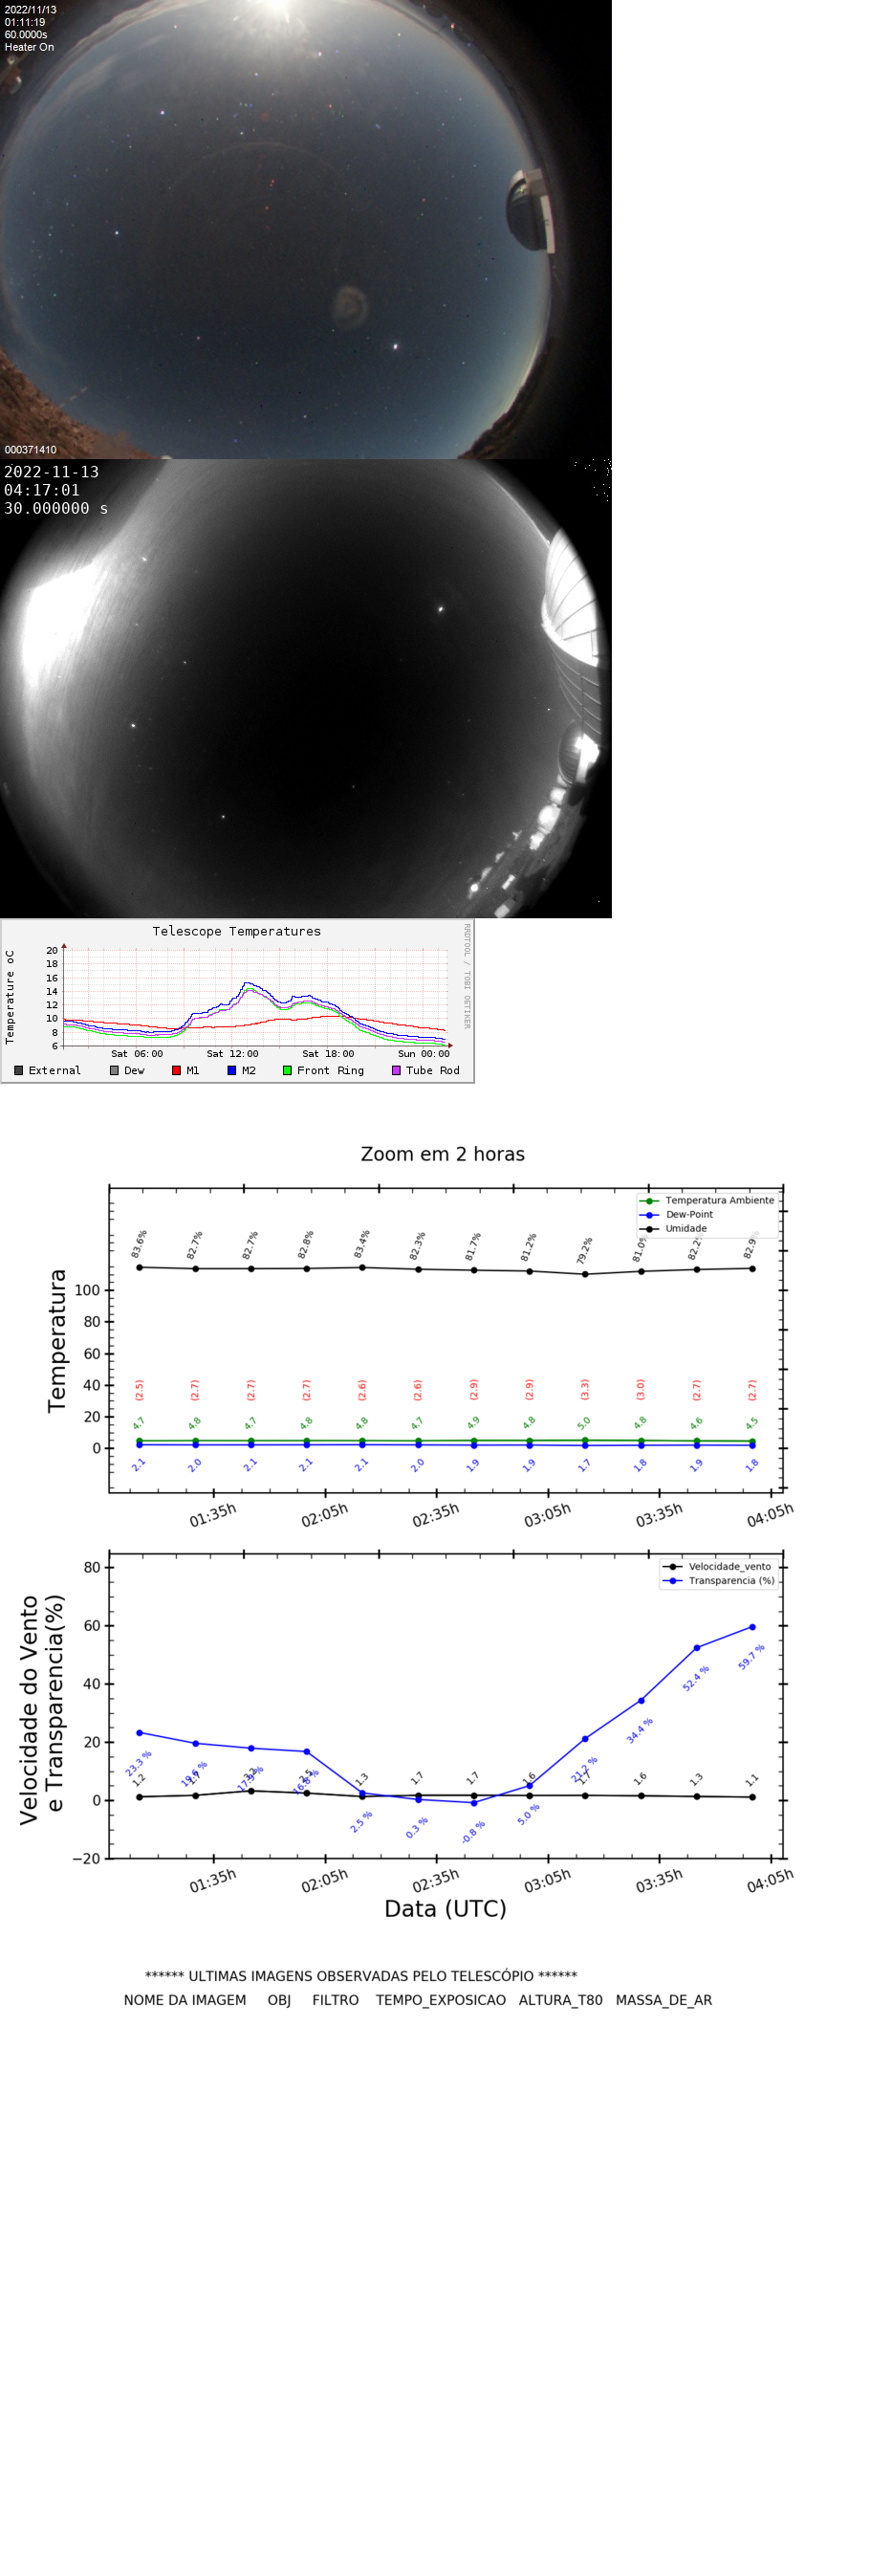 2022/11/13
01:11:19
60.0000s
Heater On
000371410
2022-11-13
04:17:01
30.000000 s
Telescope Temperatures
Temperature oC
20
18
16
14
12
10
8
6
Sat 06:00 Sat 12:00 Sat 18:00 Sun 00:00
External Dew M1 M2 Front Ring Tube Rod
RRDTOOL / TOBI OETIKER
Zoom em 2 horas
Temperatura Ambiente
Dew-Point
Umidade
83.6% 82.7% 82.7% 82.8% 83.4% 82.3% 81.7% 81.2% 79.2% 81.0% 82.2% 82.9%
Temperatura
100
80
60
40
20
0
(2.5) (2.7) (2.7) (2.7) (2.6) (2.6) (2.9) (2.9) (3.3) (3.0) (2.7) (2.7)
4.7 4.8 4.7 4.8 4.8 4.7 4.9 4.8 5.0 4.8 4.6 4.5
2.1 2.0 2.1 2.1 2.1 2.0 1.9 1.9 1.7 1.8 1.9 1.8
01:35h 02:05h 02:35h 03:05h 03:35h 04:05h
Velocidade_vento
Transparencia (%)
Velocidade do Vento
e Transparencia(%)
80
60
40
20
0
−20
1.2 1.3 1.7 1.7 1.6 1.7 1.6 1.3 1.1
23.3 % 2.5 % 0.3 % -0.8 % 5.0 % 21.2 % 34.4 % 52.4 % 59.7 %
01:35h 02:05h 02:35h 03:05h 03:35h 04:05h
Data (UTC)
****** ULTIMAS IMAGENS OBSERVADAS PELO TELESCÓPIO ******
NOME DA IMAGEM OBJ FILTRO TEMPO_EXPOSICAO ALTURA_T80 MASSA_DE_AR